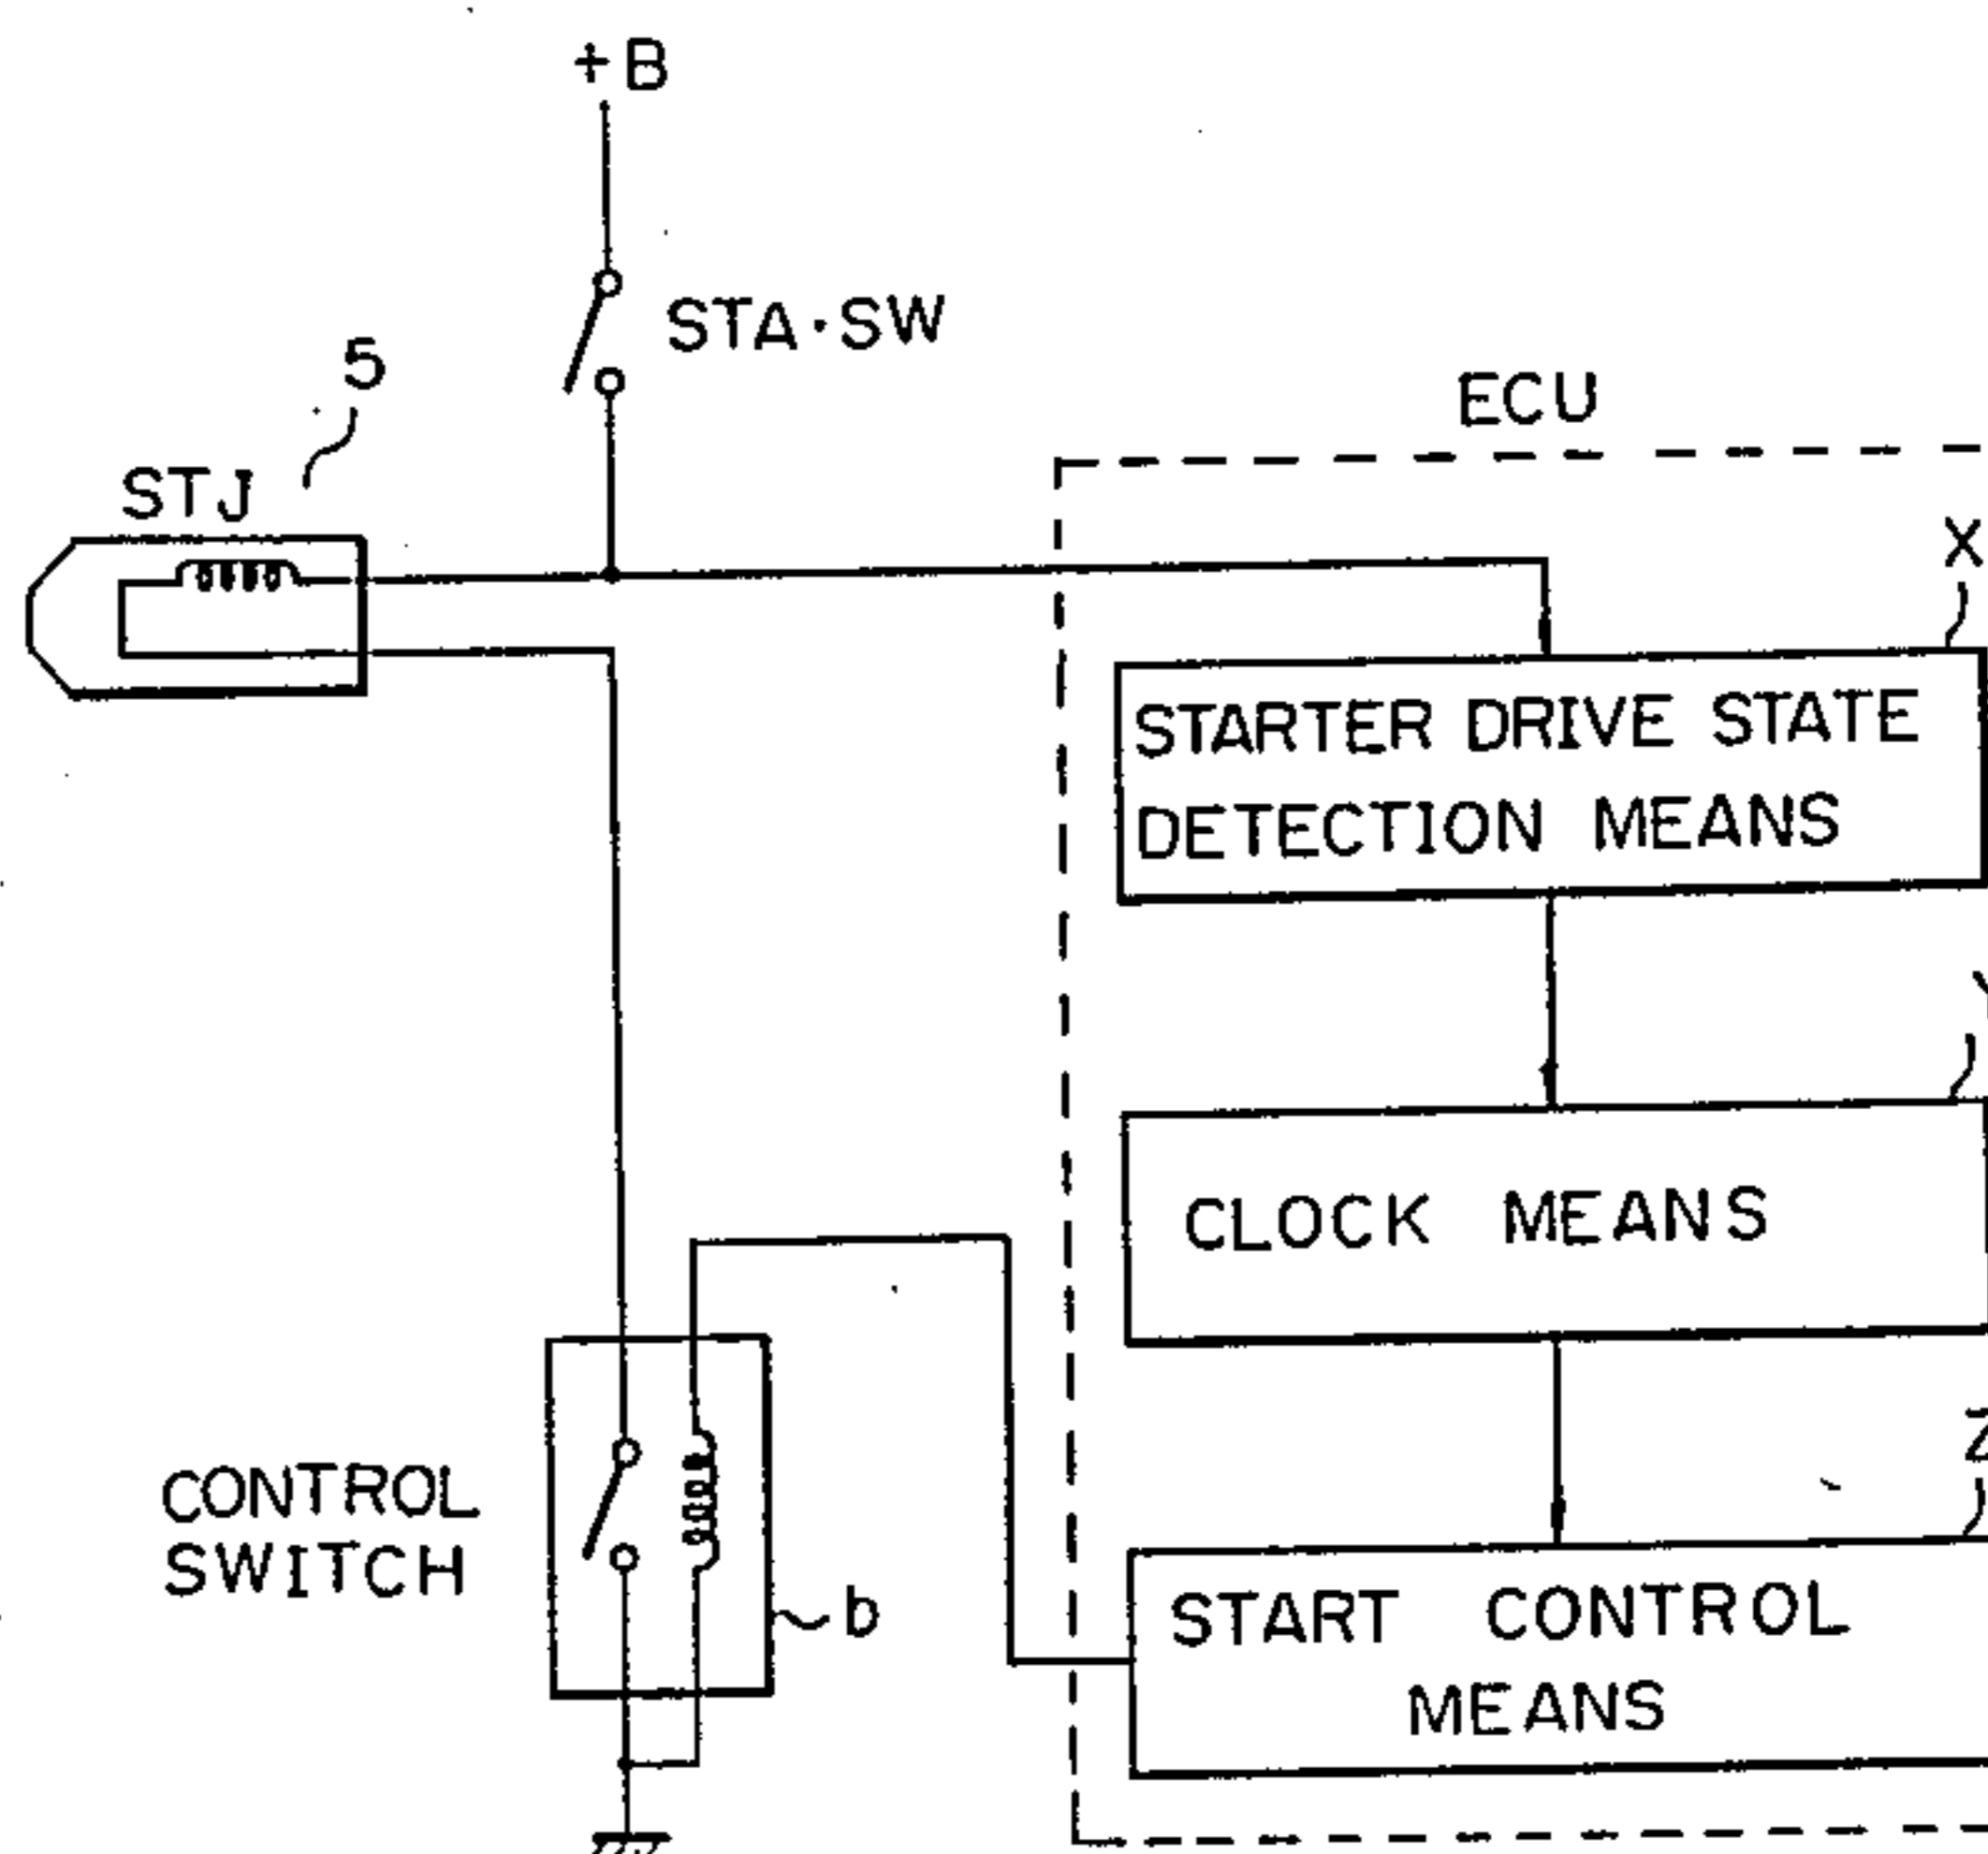 +B
STA·SW
5
STJ
ECU
X
STARTER DRIVE STATE
DETECTION MEANS
CLOCK MEANS
CONTROL
SWITCH
b
Z
START CONTROL
MEANS